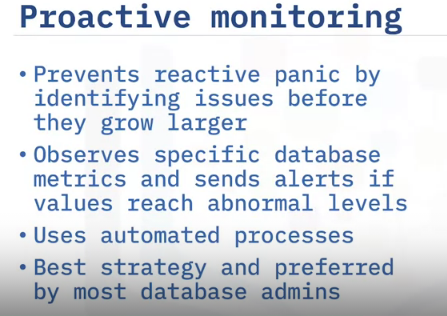 Proactive monitoring
• Prevents reactive panic by
identifying issues before
they grow larger
• Observes specific database
metrics and sends alerts if
values reach abnormal levels
• Uses automated processes
• Best strategy and preferred
by most database admins